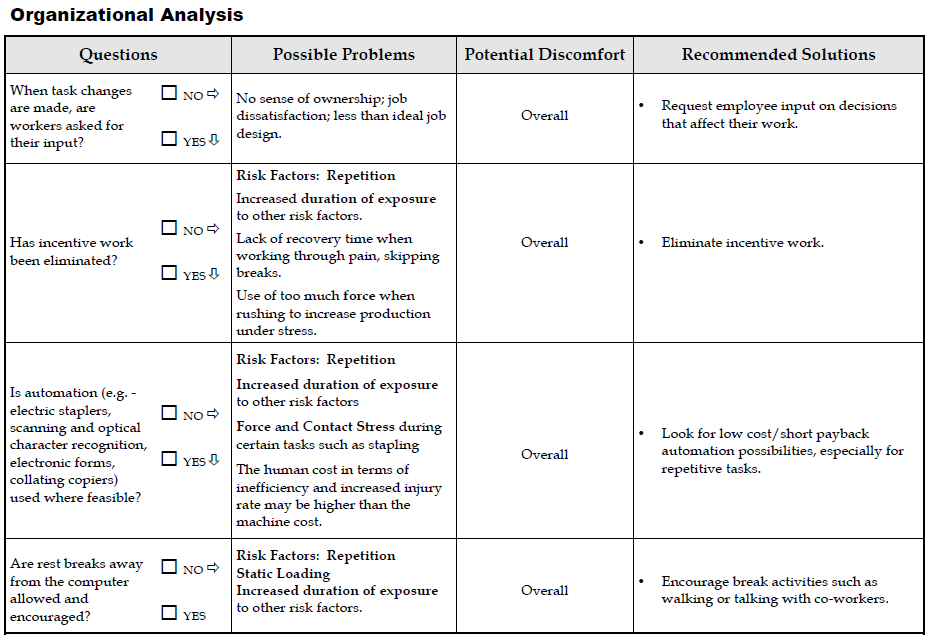 Organizational Analysis
Questions
Possible Problems
Potential Discomfort
Recommended Solutions
When task changes
are made, are
workers asked for
their input?
NO ⇨
YES ⇩
No sense of ownership; job
dissatisfaction; less than ideal job
design.
Overall
• Request employee input on decisions
that affect their work.
Has incentive work
been eliminated?
NO ⇨
YES ⇩
Risk Factors: Repetition
Increased duration of exposure
to other risk factors.
Lack of recovery time when
working through pain, skipping
breaks.
Use of too much force when
rushing to increase production
under stress.
Overall
• Eliminate incentive work.
Is automation (e.g. -
electric staplers,
scanning and optical
character recognition,
electronic forms,
collating copiers)
used where feasible?
NO ⇨
YES ⇩
Risk Factors: Repetition
Increased duration of exposure
to other risk factors
Force and Contact Stress during
certain tasks such as stapling
The human cost in terms of
inefficiency and increased injury
rate may be higher than the
machine cost.
Overall
• Look for low cost/short payback
automation possibilities, especially for
repetitive tasks.
Are rest breaks away
from the computer
allowed and
encouraged?
NO ⇨
YES
Risk Factors: Repetition
Static Loading
Increased duration of exposure
to other risk factors.
Overall
• Encourage break activities such as
walking or talking with co-workers.